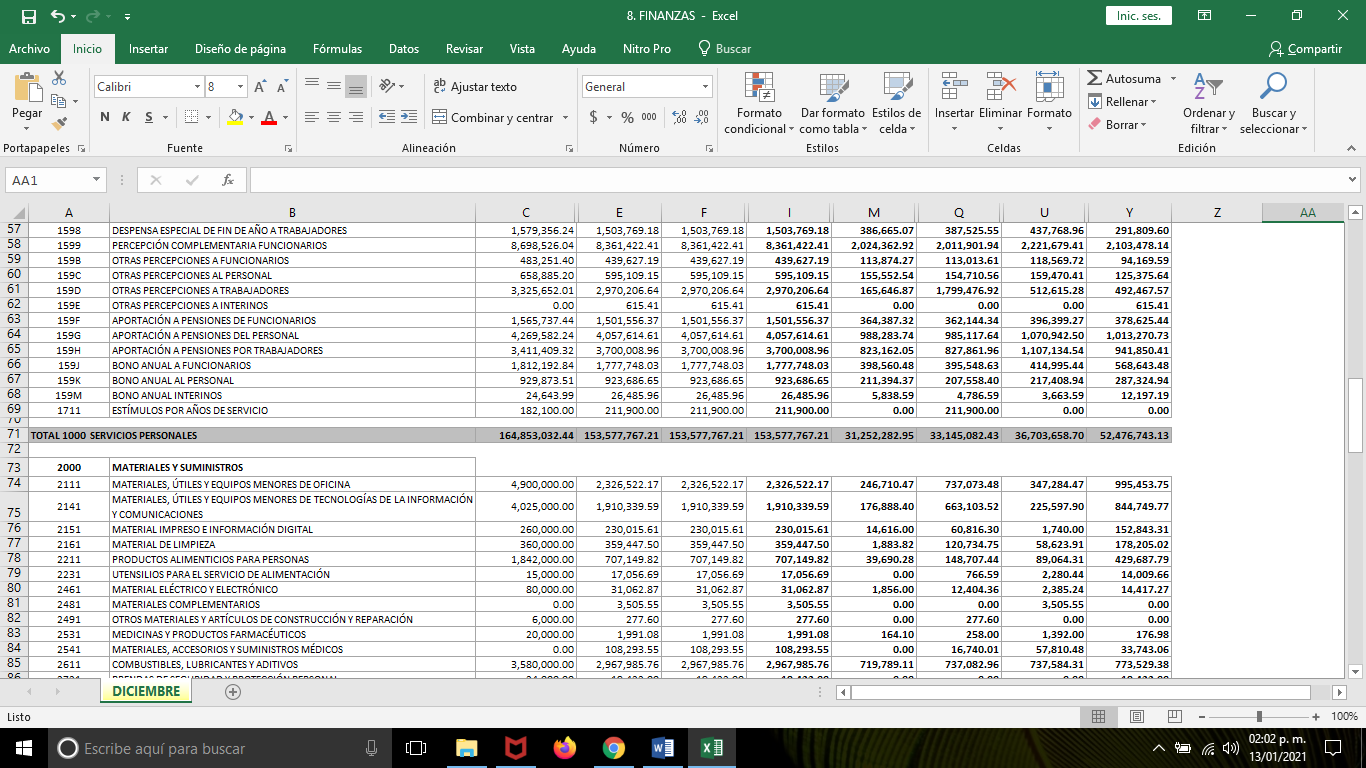 8. FINANZAS - Excel
Inic. ses.
Archivo Inicio Insertar Diseño de página Fórmulas Datos Revisar Vista Ayuda Nitro Pro Buscar Compartir
Pegar
Calibri 8
N K S
Ajustar texto
Combinar y centrar
General
$ % 000
Formato condicional
Dar formato como tabla
Estilos de celda
Insertar Eliminar Formato
Autosuma
Rellenar
Borrar
Ordenar y filtrar
Buscar y seleccionar
Portapapeles Fuente Alineación Número Estilos Celdas Edición
AA1 fx
A B C E F I M Q U Y Z AA
57 1598 DESPENSA ESPECIAL DE FIN DE AÑO A TRABAJADORES 1,579,356.24 1,503,769.18 1,503,769.18 1,503,769.18 386,665.07 387,525.55 437,768.96 291,809.60
58 1599 PERCEPCIÓN COMPLEMENTARIA FUNCIONARIOS 8,698,526.04 8,361,422.41 8,361,422.41 8,361,422.41 2,024,362.92 2,011,901.94 2,221,679.41 2,103,478.14
59 159B OTRAS PERCEPCIONES A FUNCIONARIOS 483,251.40 439,627.19 439,627.19 439,627.19 113,874.27 113,013.61 118,569.72 94,169.59
60 159C OTRAS PERCEPCIONES AL PERSONAL 658,885.20 595,109.15 595,109.15 595,109.15 155,552.54 154,710.56 159,470.41 125,375.64
61 159D OTRAS PERCEPCIONES A TRABAJADORES 3,325,652.01 2,970,206.64 2,970,206.64 2,970,206.64 165,646.87 1,799,476.92 512,615.28 492,467.57
62 159E OTRAS PERCEPCIONES A INTERINOS 0.00 615.41 615.41 615.41 0.00 0.00 0.00 615.41
63 159F APORTACIÓN A PENSIONES DE FUNCIONARIOS 1,565,737.44 1,501,556.37 1,501,556.37 1,501,556.37 364,387.32 362,144.34 396,399.27 378,625.44
64 159G APORTACIÓN A PENSIONES DEL PERSONAL 4,269,582.24 4,057,614.61 4,057,614.61 4,057,614.61 988,283.74 985,117.64 1,070,942.50 1,013,270.73
65 159H APORTACIÓN A PENSIONES POR TRABAJADORES 3,411,409.32 3,700,008.96 3,700,008.96 3,700,008.96 823,162.05 827,861.96 1,107,134.54 941,850.41
66 159J BONO ANUAL A FUNCIONARIOS 1,812,192.84 1,777,748.03 1,777,748.03 1,777,748.03 398,560.48 395,548.63 414,995.44 568,643.48
67 159K BONO ANUAL AL PERSONAL 929,873.51 923,686.65 923,686.65 923,686.65 211,394.37 207,558.40 217,408.94 287,324.94
68 159M BONO ANUAL INTERINOS 24,643.99 26,485.96 26,485.96 26,485.96 5,838.59 4,786.59 3,663.59 12,197.19
69 1711 ESTÍMULOS POR AÑOS DE SERVICIO 182,100.00 211,900.00 211,900.00 211,900.00 0.00 211,900.00 0.00 0.00
70
71 TOTAL 1000 SERVICIOS PERSONALES 164,853,032.44 153,577,767.21 153,577,767.21 153,577,767.21 31,252,282.95 33,145,082.43 36,703,658.70 52,476,743.13
72
73 2000 MATERIALES Y SUMINISTROS
74 2111 MATERIALES, ÚTILES Y EQUIPOS MENORES DE OFICINA 4,900,000.00 2,326,522.17 2,326,522.17 2,326,522.17 246,710.47 737,073.48 347,284.47 995,453.75
75 2141 MATERIALES, ÚTILES Y EQUIPOS MENORES DE TECNOLOGÍAS DE LA INFORMACIÓN Y COMUNICACIONES 4,025,000.00 1,910,339.59 1,910,339.59 1,910,339.59 176,888.40 663,103.52 225,597.90 844,749.77
76 2151 MATERIAL IMPRESO E INFORMACIÓN DIGITAL 260,000.00 230,015.61 230,015.61 230,015.61 14,616.00 60,816.30 1,740.00 152,843.31
77 2161 MATERIAL DE LIMPIEZA 360,000.00 359,447.50 359,447.50 359,447.50 1,883.82 120,734.75 58,623.91 178,205.02
78 2211 PRODUCTOS ALIMENTICIOS PARA PERSONAS 1,842,000.00 707,149.82 707,149.82 707,149.82 39,690.28 148,707.44 89,064.31 429,687.79
79 2231 UTENSILIOS PARA EL SERVICIO DE ALIMENTACIÓN 15,000.00 17,056.69 17,056.69 17,056.69 0.00 766.59 2,280.44 14,009.66
80 2461 MATERIAL ELÉCTRICO Y ELECTRÓNICO 80,000.00 31,062.87 31,062.87 31,062.87 1,856.00 12,404.36 2,385.24 14,417.27
81 2481 MATERIALES COMPLEMENTARIOS 0.00 3,505.55 3,505.55 3,505.55 0.00 0.00 3,505.55 0.00
82 2491 OTROS MATERIALES Y ARTÍCULOS DE CONSTRUCCIÓN Y REPARACIÓN 6,000.00 277.60 277.60 277.60 0.00 277.60 0.00 0.00
83 2531 MEDICINAS Y PRODUCTOS FARMACÉUTICOS 20,000.00 1,991.08 1,991.08 1,991.08 164.10 258.00 1,392.00 176.98
84 2541 MATERIALES, ACCESORIOS Y SUMINISTROS MÉDICOS 0.00 108,293.55 108,293.55 108,293.55 0.00 16,740.01 57,810.48 33,743.06
85 2611 COMBUSTIBLES, LUBRICANTES Y ADITIVOS 3,580,000.00 2,967,985.76 2,967,985.76 2,967,985.76 719,789.11 737,082.96 737,584.31 773,529.38
DICIEMBRE
Listo 100%
Escribe aquí para buscar
02:02 p. m.
13/01/2021